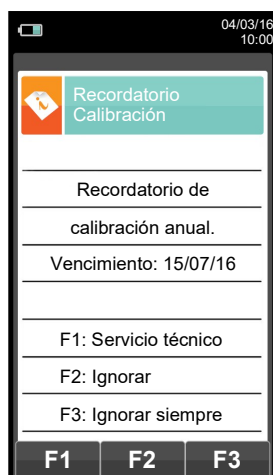 04/03/16
10:00
Recordatorio
Calibración
Recordatorio de
calibración anual.
Vencimiento: 15/07/16
F1: Servicio técnico
F2: Ignorar
F3: Ignorar siempre
F1 F2 F3